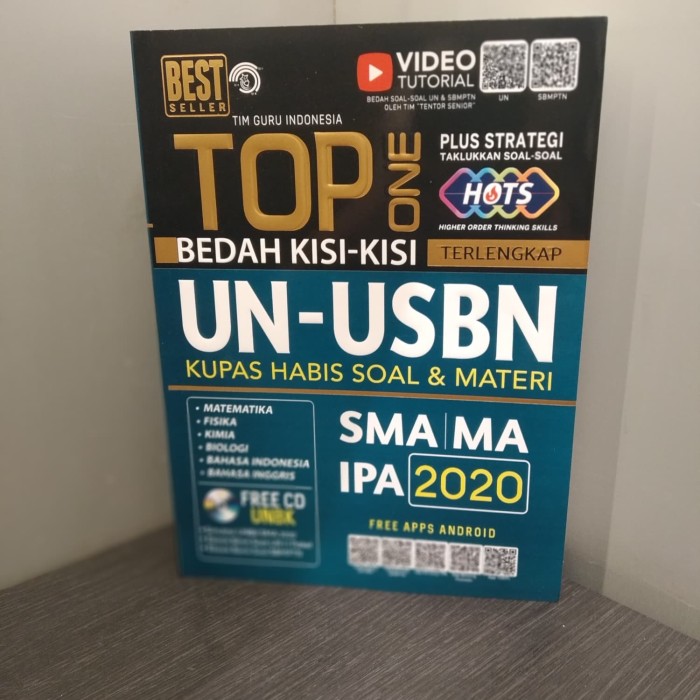 BEST
SELLER
VIDEO
TUTORIAL
BEDAH SOAL-SOAL UN & SBMPTN
OLEH TIM "TENTOR SENIOR"
UN
SBMPTN
TIM GURU INDONESIA
TOP ONE
PLUS STRATEGI
TAKLUKKAN SOAL-SOAL
HOTS
HIGHER ORDER THINKING SKILLS
BEDAH KISI-KISI
TERLENGKAP
UN-USBN
KUPAS HABIS SOAL & MATERI
• MATEMATIKA
• FISIKA
• KIMIA
• BIOLOGI
• BAHASA INDONESIA
• BAHASA INGGRIS
SMA|MA
IPA 2020
FREE CD
UNBK
FREE APPS ANDROID